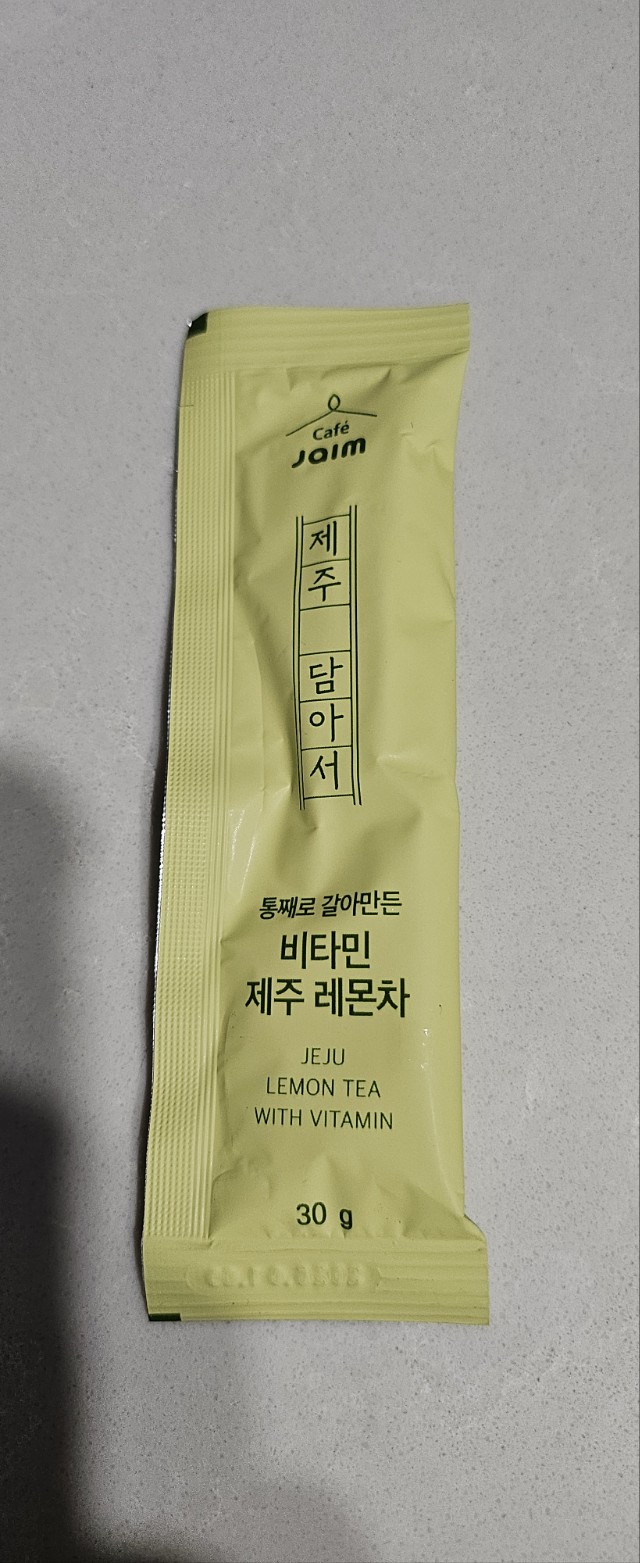 Café
Jaim
제주 담아서
통째로 갈아만든
비타민
제주 레몬차
JEJU
LEMON TEA
WITH VITAMIN
30 g